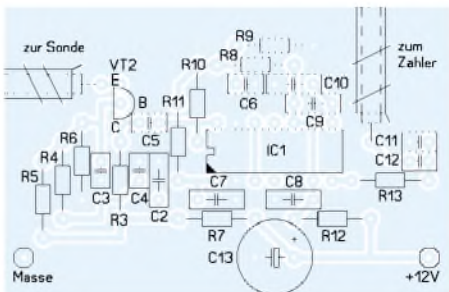 zur Sonde
VT2
E
B
C
R10
R9
R8
zum
Zahler
C6
C10
C9
R11
C5
IC1
C11
C12
R6
R4
R5
C3
R3
C4
C2
C7
C8
R13
R7
R12
C13
+
Masse
+12V